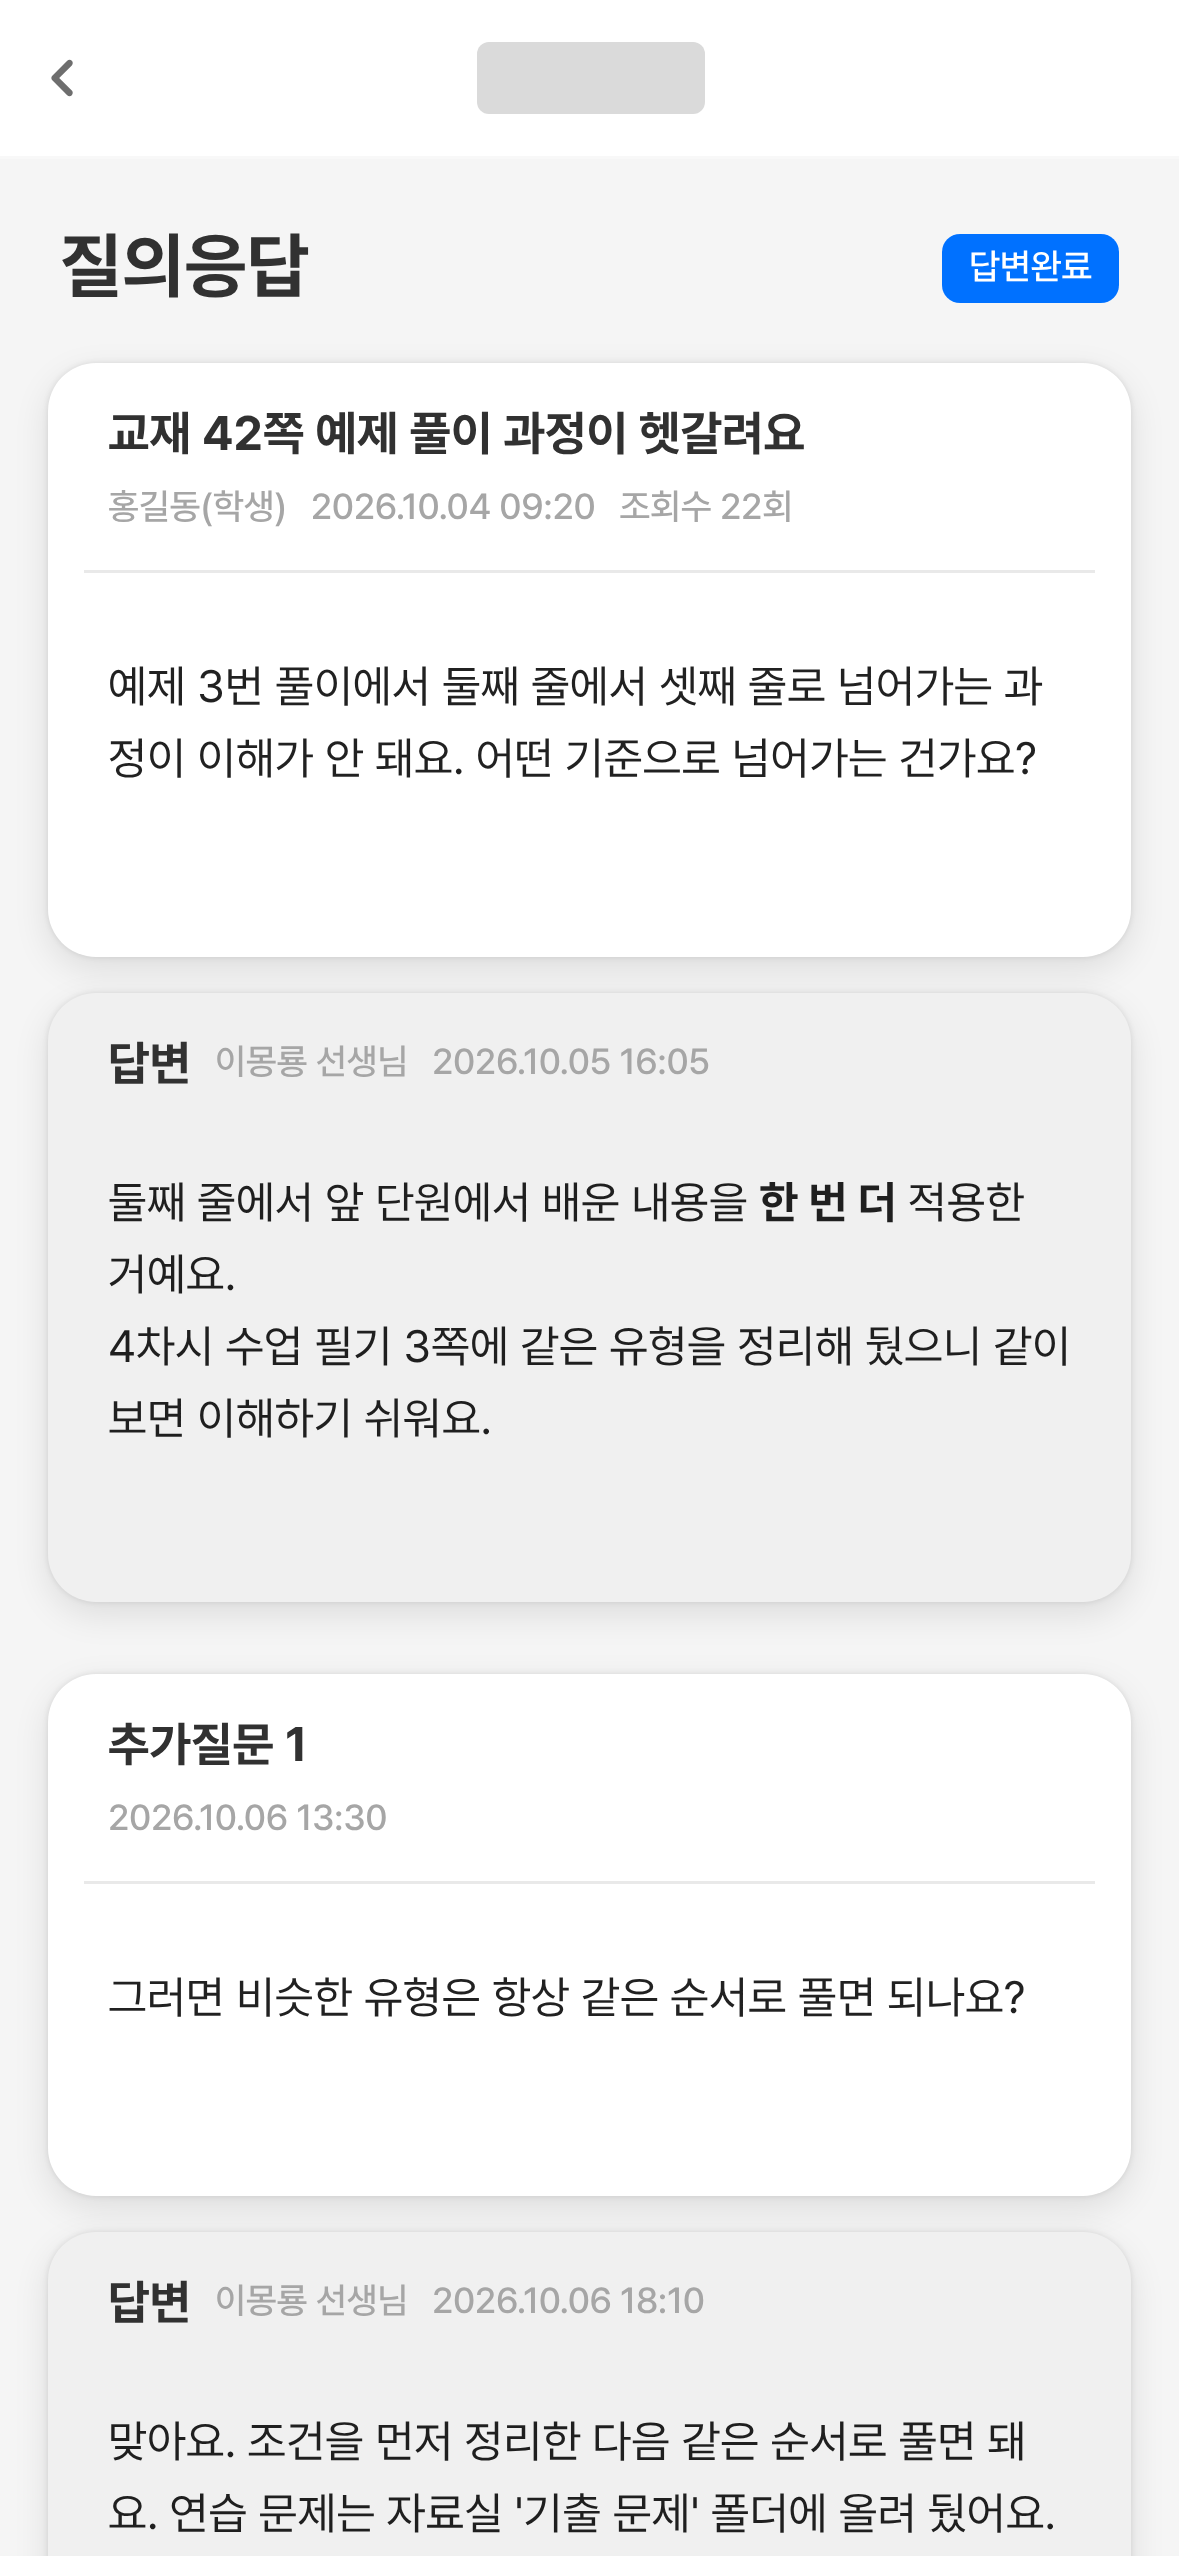 질의응답
답변완료
교재 42쪽 예제 풀이 과정이 헷갈려요
홍길동(학생) 2026.10.04 09:20 조회수 22회
예제 3번 풀이에서 둘째 줄에서 셋째 줄로 넘어가는 과
정이 이해가 안 돼요. 어떤 기준으로 넘어가는 건가요?
답변 이몽룡 선생님 2026.10.05 16:05
둘째 줄에서 앞 단원에서 배운 내용을 한 번 더 적용한
거예요.
4차시 수업 필기 3쪽에 같은 유형을 정리해 뒀으니 같이
보면 이해하기 쉬워요.
추가질문 1
2026.10.06 13:30
그러면 비슷한 유형은 항상 같은 순서로 풀면 되나요?
답변 이몽룡 선생님 2026.10.06 18:10
맞아요. 조건을 먼저 정리한 다음 같은 순서로 풀면 돼
요. 연습 문제는 자료실 '기출 문제' 폴더에 올려 뒀어요.